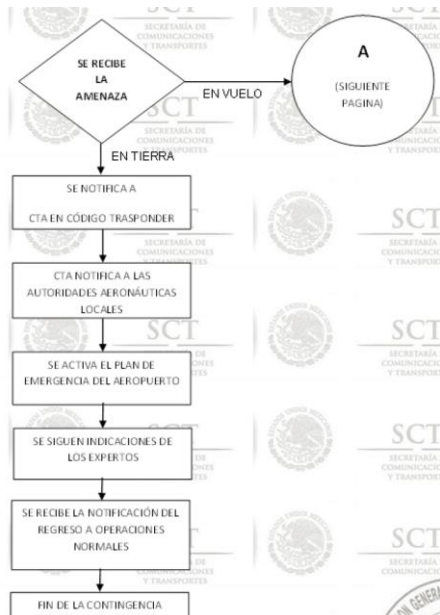 SE RECIBE
LA
AMENAZA
EN VUELO
A
(SIGUIENTE
PAGINA)
EN TIERRA
SE NOTIFICA A
CTA EN CÓDIGO TRASPONDER
CTA NOTIFICA A LAS
AUTORIDADES AERONÁUTICAS
LOCALES
SE ACTIVA EL PLAN DE
EMERGENCIA DEL AEROPUERTO
SE SIGUEN INDICACIONES DE
LOS EXPERTOS
SE RECIBE LA NOTIFICACIÓN DEL
REGRESO A OPERACIONES
NORMALES
FIN DE LA CONTINGENCIA
SCT
SECRETARÍA DE
COMUNICACIONES
Y TRANSPORTES